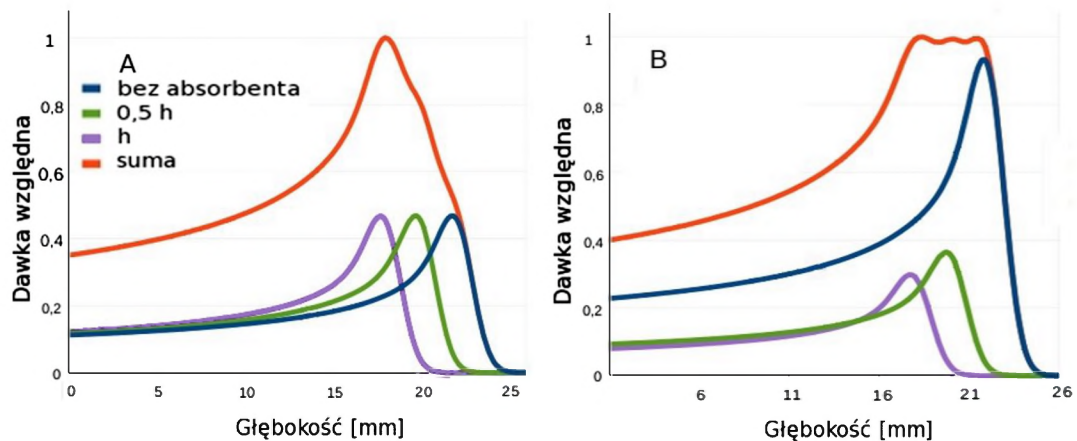 A
bez absorbenta
0,5 h
h
suma
Dawka względna
1
0,8
0,6
0,4
0,2
0
0 5 10 15 20 25
Głębokość [mm]
B
Dawka względna
1
0,8
0,6
0,4
0,2
0
6 11 16 21 26
Głębokość [mm]